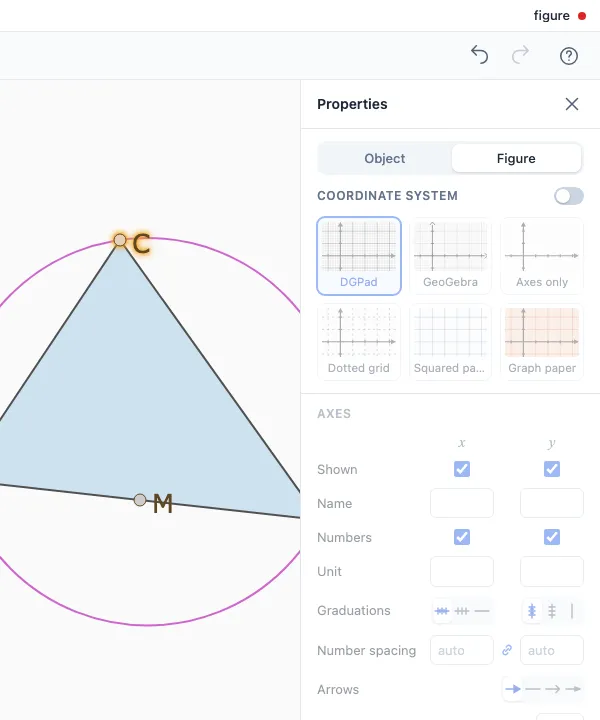 figure
Properties
Object Figure
COORDINATE SYSTEM
DGPad GeoGebra Axes only
Dotted grid Squared pa... Graph paper
AXES
x y
Shown
Name
Numbers
Unit
Graduations
Number spacing auto auto
Arrows
C
M